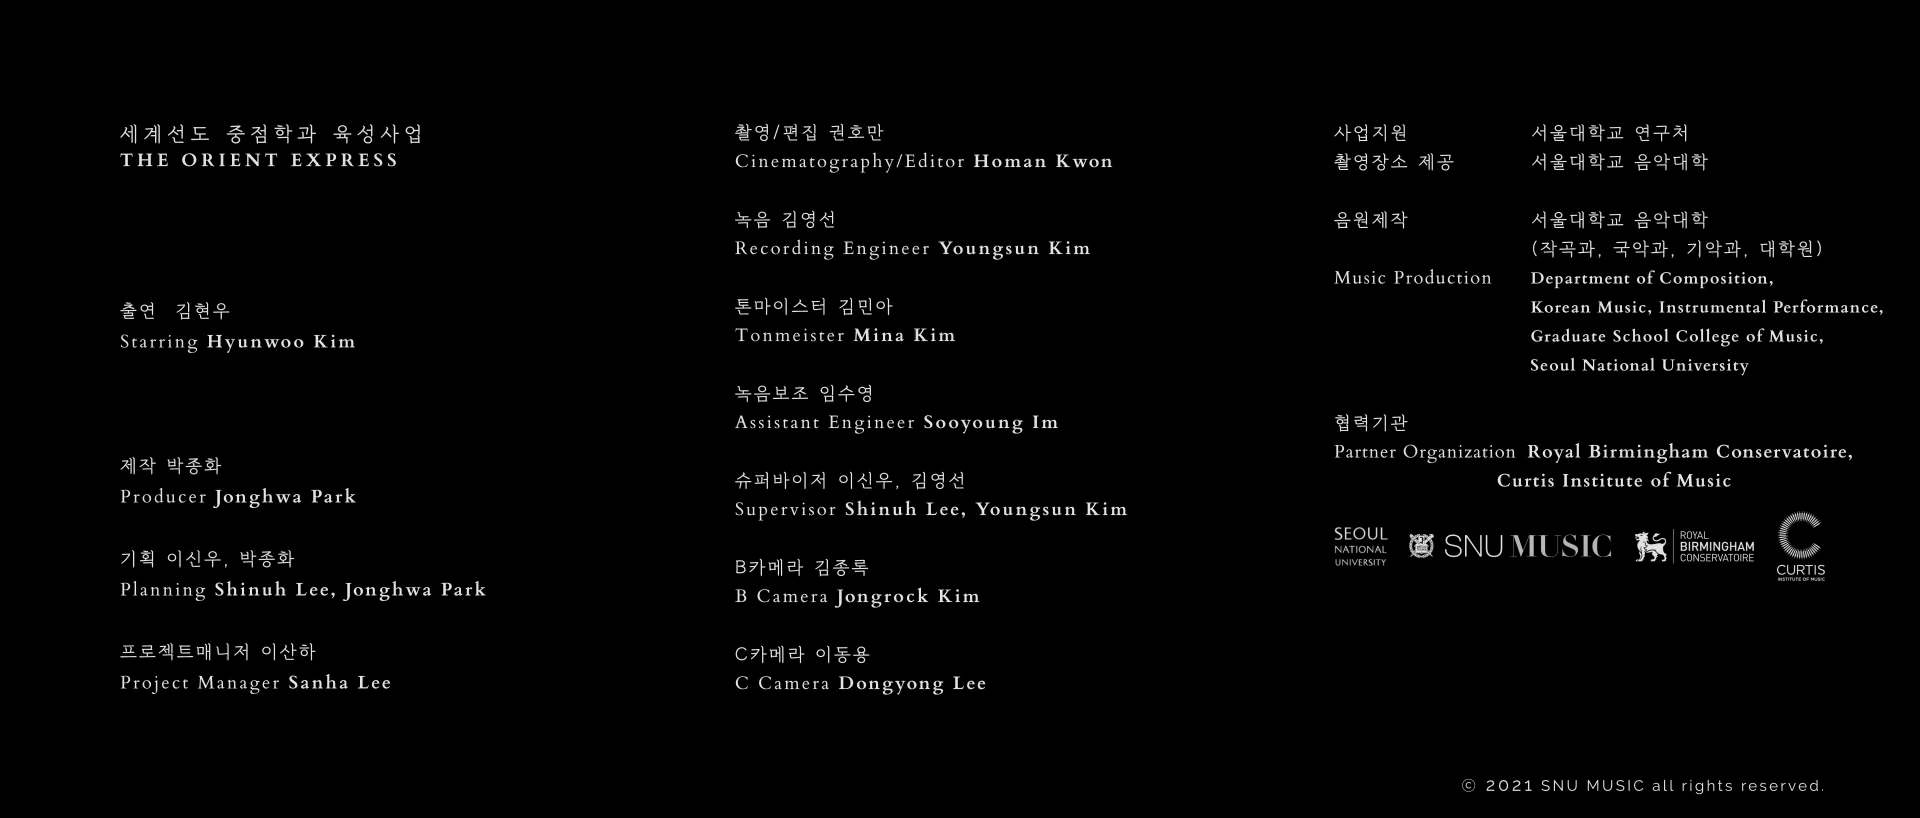 세계선도 중점학과 육성사업
THE ORIENT EXPRESS
출연 김현우
Starring Hyunwoo Kim
제작 박종화
Producer Jonghwa Park
기획 이신우, 박종화
Planning Shinuh Lee, Jonghwa Park
프로젝트매니저 이산하
Project Manager Sanha Lee
촬영/편집 권호만
Cinematography/Editor Homan Kwon
녹음 김영선
Recording Engineer Youngsun Kim
톤마이스터 김민아
Tonmeister Mina Kim
녹음보조 임수영
Assistant Engineer Sooyoung Im
슈퍼바이저 이신우, 김영선
Supervisor Shinuh Lee, Youngsun Kim
B카메라 김종록
B Camera Jongrock Kim
C카메라 이동용
C Camera Dongyong Lee
사업지원 서울대학교 연구처
촬영장소 제공 서울대학교 음악대학
음원제작 서울대학교 음악대학
(작곡과, 국악과, 기악과, 대학원)
Music Production Department of Composition,
Korean Music, Instrumental Performance,
Graduate School College of Music,
Seoul National University
협력기관
Partner Organization Royal Birmingham Conservatoire,
Curtis Institute of Music
SEOUL
NATIONAL
UNIVERSITY
SNU MUSIC
ROYAL
BIRMINGHAM
CONSERVATOIRE
CURTIS
INSTITUTE OF MUSIC
© 2021 SNU MUSIC all rights reserved.